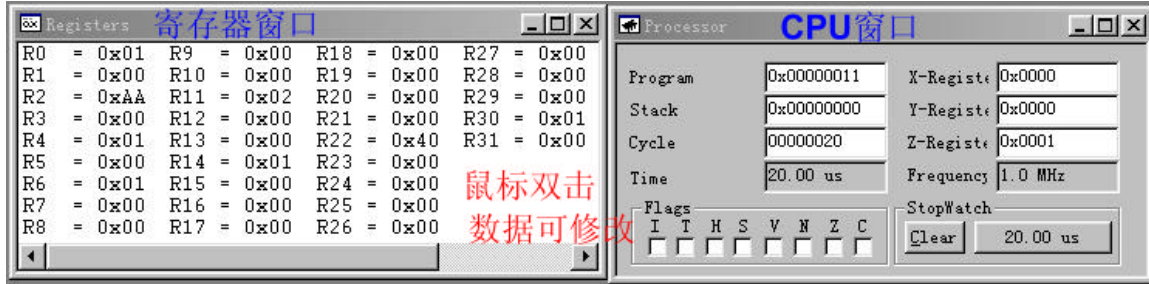 Registers 寄存器窗口
R0 = 0x01 R9 = 0x00 R18 = 0x00 R27 = 0x00
R1 = 0x00 R10 = 0x00 R19 = 0x00 R28 = 0x00
R2 = 0xAA R11 = 0x02 R20 = 0x00 R29 = 0x00
R3 = 0x00 R12 = 0x00 R21 = 0x00 R30 = 0x01
R4 = 0x01 R13 = 0x00 R22 = 0x40 R31 = 0x00
R5 = 0x00 R14 = 0x01 R23 = 0x00
R6 = 0x01 R15 = 0x00 R24 = 0x00
R7 = 0x00 R16 = 0x00 R25 = 0x00
R8 = 0x00 R17 = 0x00 R26 = 0x00
鼠标双击
数据可修改
Processor CPU窗口
Program 0x00000011 X-Registe 0x0000
Stack 0x00000000 Y-Registe 0x0000
Cycle 00000020 Z-Registe 0x0001
Time 20.00 us Frequency 1.0 MHz
Flags StopWatch
I T H S V N Z C
Clear 20.00 us